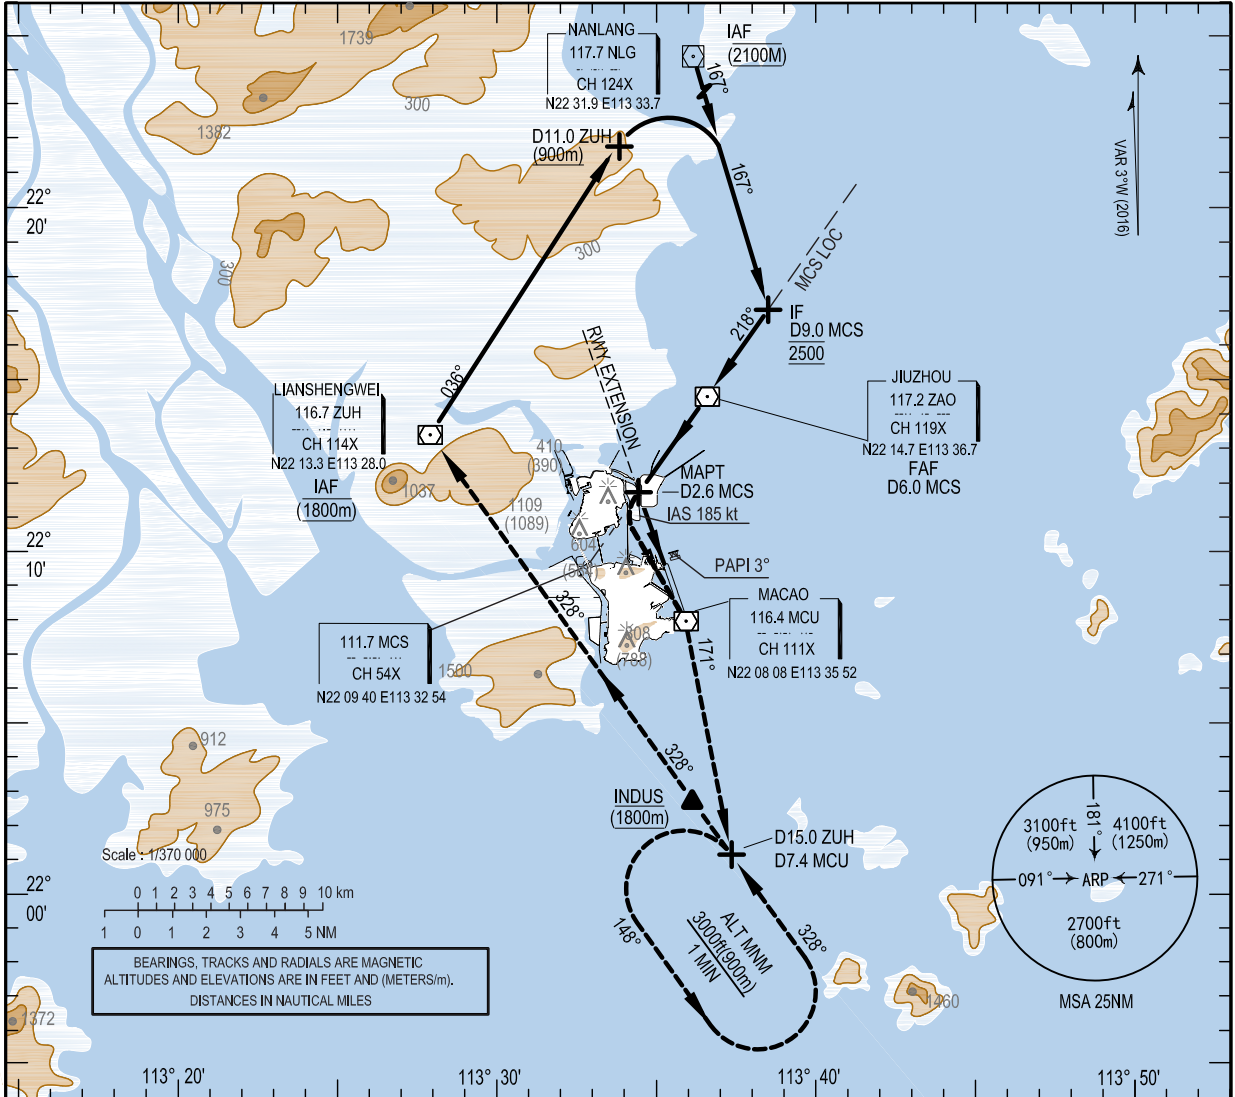 1739
NANLANG
117.7 NLG
CH 124X
N22 31.9 E113 33.7
IAF
(2100M)
167°
300
1382
D11.0 ZUH
(900m)
167°
VAR 3°W (2016)
22°
20'
300
300
MCS LOC
218°
IF
D9.0 MCS
2500
RWY EXTENSION
036°
LIANSHENGWEI
116.7 ZUH
CH 114X
N22 13.3 E113 28.0
IAF
(1800m)
JIUZHOU
117.2 ZAO
CH 119X
N22 14.7 E113 36.7
FAF
D6.0 MCS
410
(390)
MAPT
D2.6 MCS
IAS 185 kt
1037
1109
(1089)
604
22°
10'
PAPI 3°
328°
MACAO
116.4 MCU
CH 111X
N22 08 08 E113 35 52
111.7 MCS
CH 54X
N22 09 40 E113 32 54
808
(788)
171°
1500
912
328°
INDUS
(1800m)
975
D15.0 ZUH
D7.4 MCU
Scale : 1/370 000
0 1 2 3 4 5 6 7 8 9 10 km
1 0 1 2 3 4 5 NM
22°
00'
181°
3100ft
(950m)
4100ft
(1250m)
091° ARP 271°
2700ft
(800m)
MSA 25NM
148°
ALT MNM
3000ft(900m)
1 MIN
328°
BEARINGS, TRACKS AND RADIALS ARE MAGNETIC
ALTITUDES AND ELEVATIONS ARE IN FEET AND (METERS/m).
DISTANCES IN NAUTICAL MILES
1460
1372
113° 20'
113° 30'
113° 40'
113° 50'